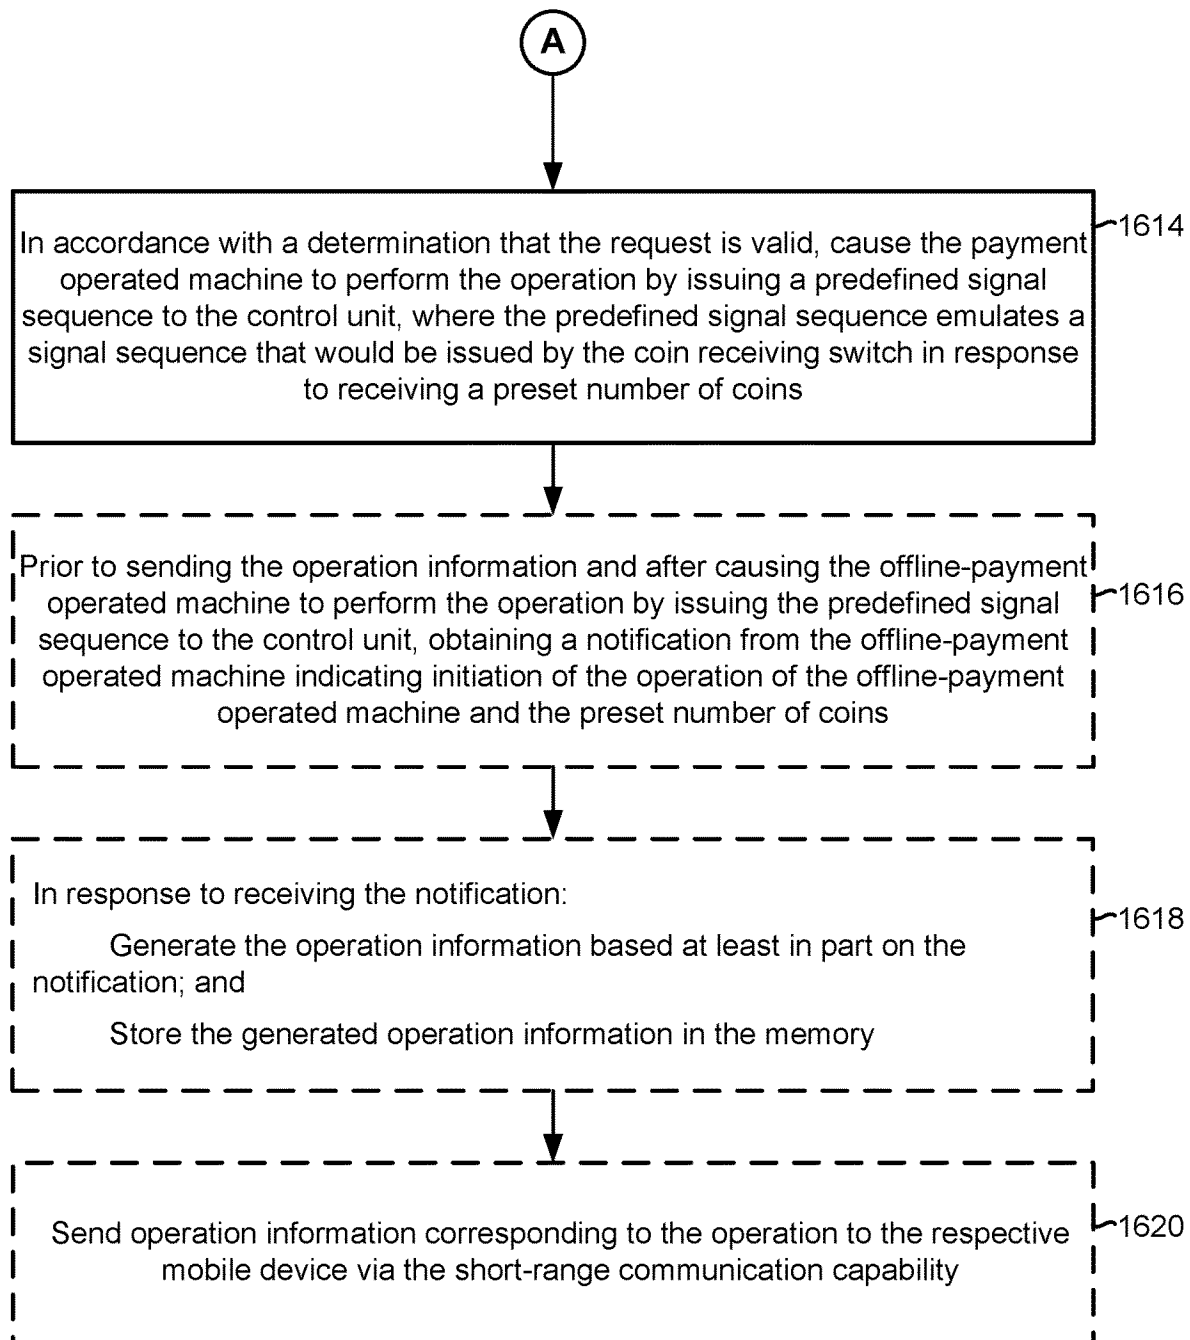 A
In accordance with a determination that the request is valid, cause the payment
operated machine to perform the operation by issuing a predefined signal
sequence to the control unit, where the predefined signal sequence emulates a
signal sequence that would be issued by the coin receiving switch in response
to receiving a preset number of coins
1614
Prior to sending the operation information and after causing the offline-payment
operated machine to perform the operation by issuing the predefined signal
sequence to the control unit, obtaining a notification from the offline-payment
operated machine indicating initiation of the operation of the offline-payment
operated machine and the preset number of coins
1616
In response to receiving the notification:
Generate the operation information based at least in part on the
notification; and
Store the generated operation information in the memory
1618
Send operation information corresponding to the operation to the respective
mobile device via the short-range communication capability
1620